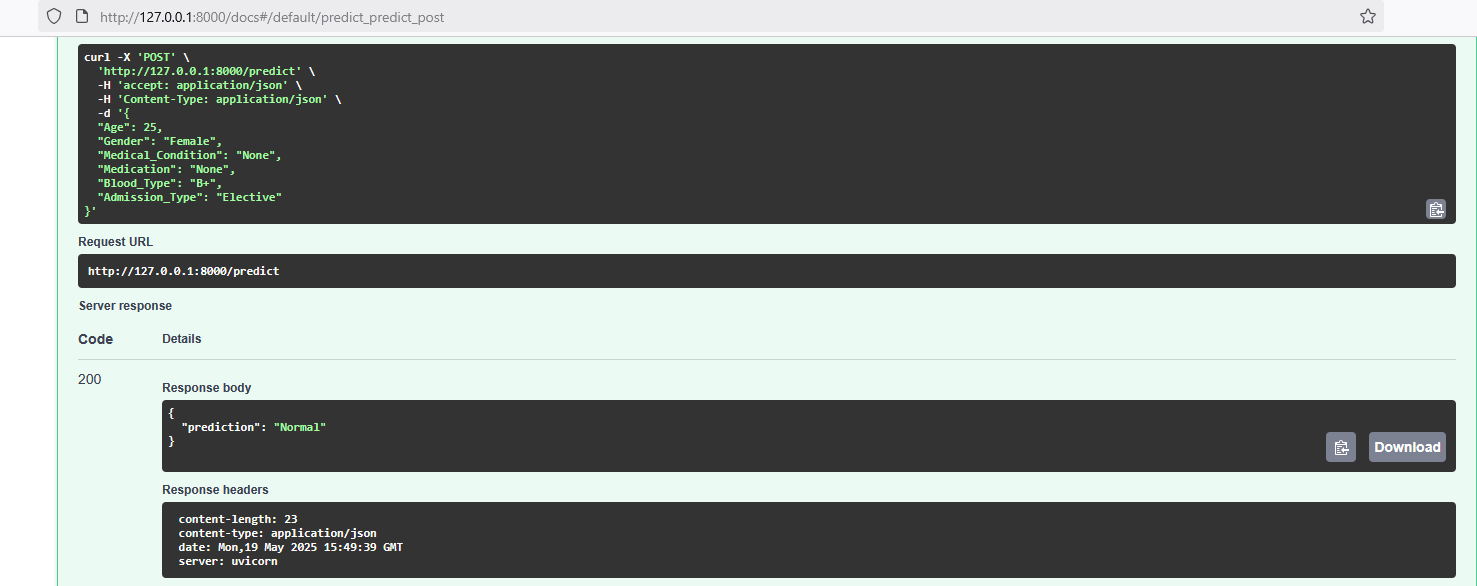 http://127.0.0.1:8000/docs#/default/predict_predict_post
curl -X 'POST' \
  'http://127.0.0.1:8000/predict' \
  -H 'accept: application/json' \
  -H 'Content-Type: application/json' \
  -d '{
  "Age": 25,
  "Gender": "Female",
  "Medical_Condition": "None",
  "Medication": "None",
  "Blood_Type": "B+",
  "Admission_Type": "Elective"
}'
Request URL
http://127.0.0.1:8000/predict
Server response
Code Details
200
Response body
{
  "prediction": "Normal"
}
Download
Response headers
content-length: 23
content-type: application/json
date: Mon,19 May 2025 15:49:39 GMT
server: uvicorn